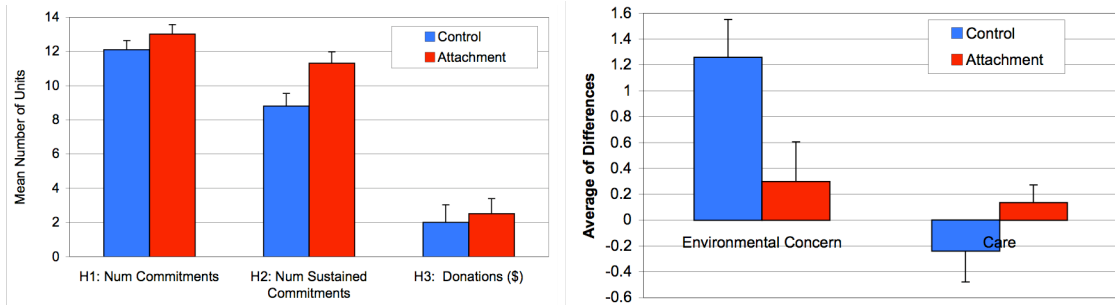 14
12
10
8
6
4
2
0
Mean Number of Units
Control
Attachment
H1: Num Commitments
H2: Num Sustained
Commitments
H3: Donations ($)
1.6
1.4
1.2
1
0.8
0.6
0.4
0.2
0
-0.2
-0.4
-0.6
Average of Differences
Control
Attachment
Environmental Concern
Care